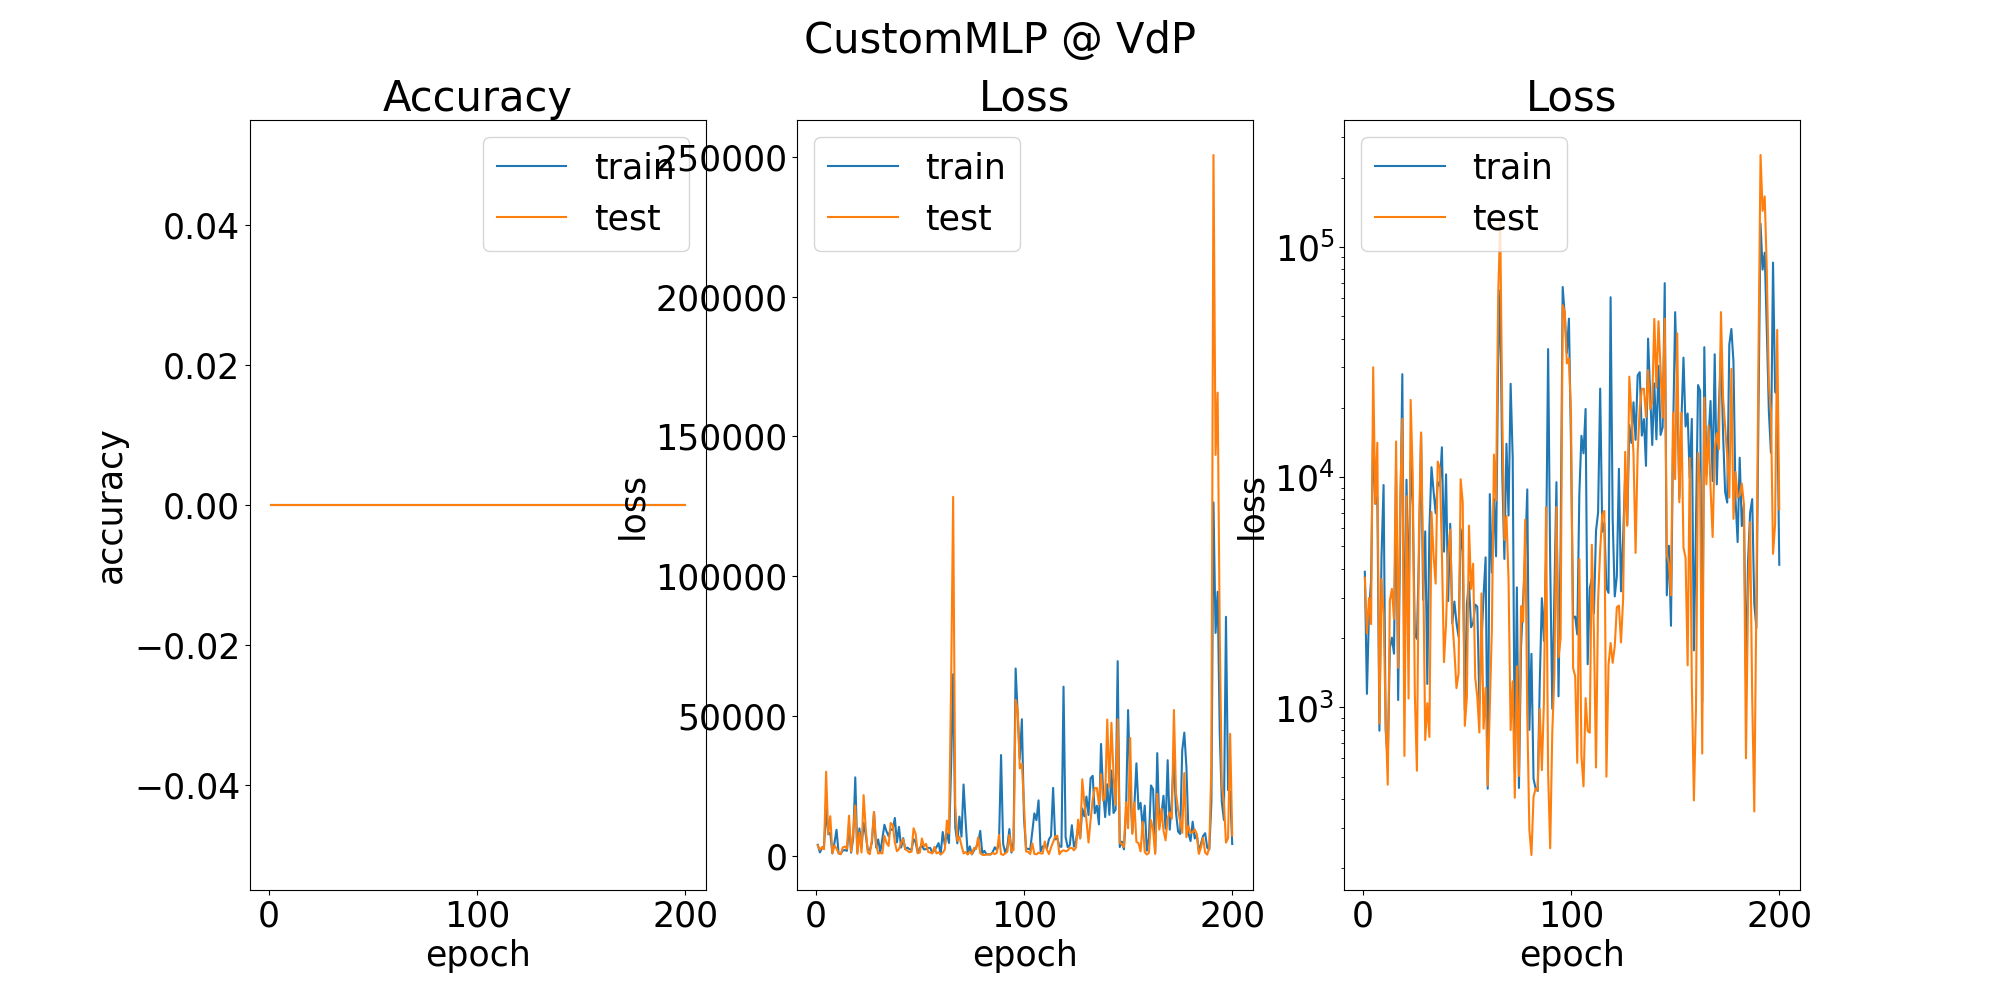 CustomMLP @ VdP
Accuracy
train
test
0.04
0.02
0.00
−0.02
−0.04
accuracy
0
100
200
epoch
Loss
train
test
250000
200000
150000
100000
50000
0
loss
0
100
200
epoch
Loss
train
test
10^5
10^4
10^3
loss
0
100
200
epoch